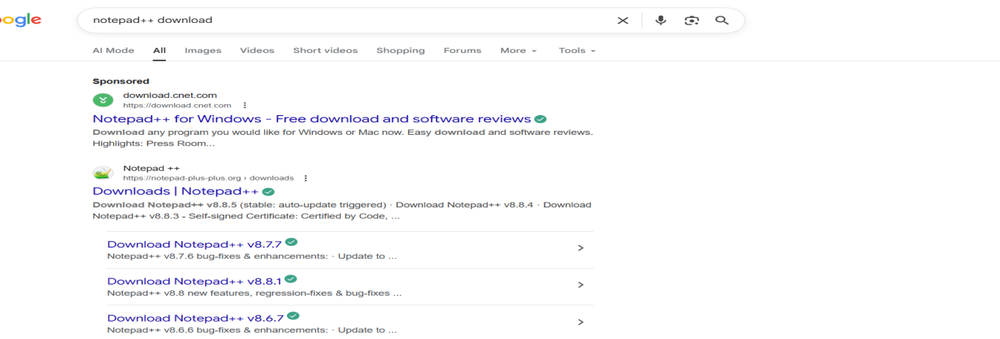 ogle
notepad++ download
AI Mode All Images Videos Short videos Shopping Forums More Tools
Sponsored
download.cnet.com
https://download.cnet.com
Notepad++ for Windows - Free download and software reviews
Download any program you would like for Windows or Mac now. Easy download and software reviews.
Highlights: Press Room...
Notepad ++
https://notepad-plus-plus.org › downloads
Downloads | Notepad++
Download Notepad++ v8.8.5 (stable: auto-update triggered) · Download Notepad++ v8.8.4 · Download
Notepad++ v8.8.3 - Self-signed Certificate: Certified by Code, ...
Download Notepad++ v8.7.7
Notepad++ v8.7.6 bug-fixes & enhancements: · Update to ...
Download Notepad++ v8.8.1
Notepad++ v8.8 new features, regression-fixes & bug-fixes ...
Download Notepad++ v8.6.7
Notepad++ v8.6.6 bug-fixes & enhancements: · Update to ...